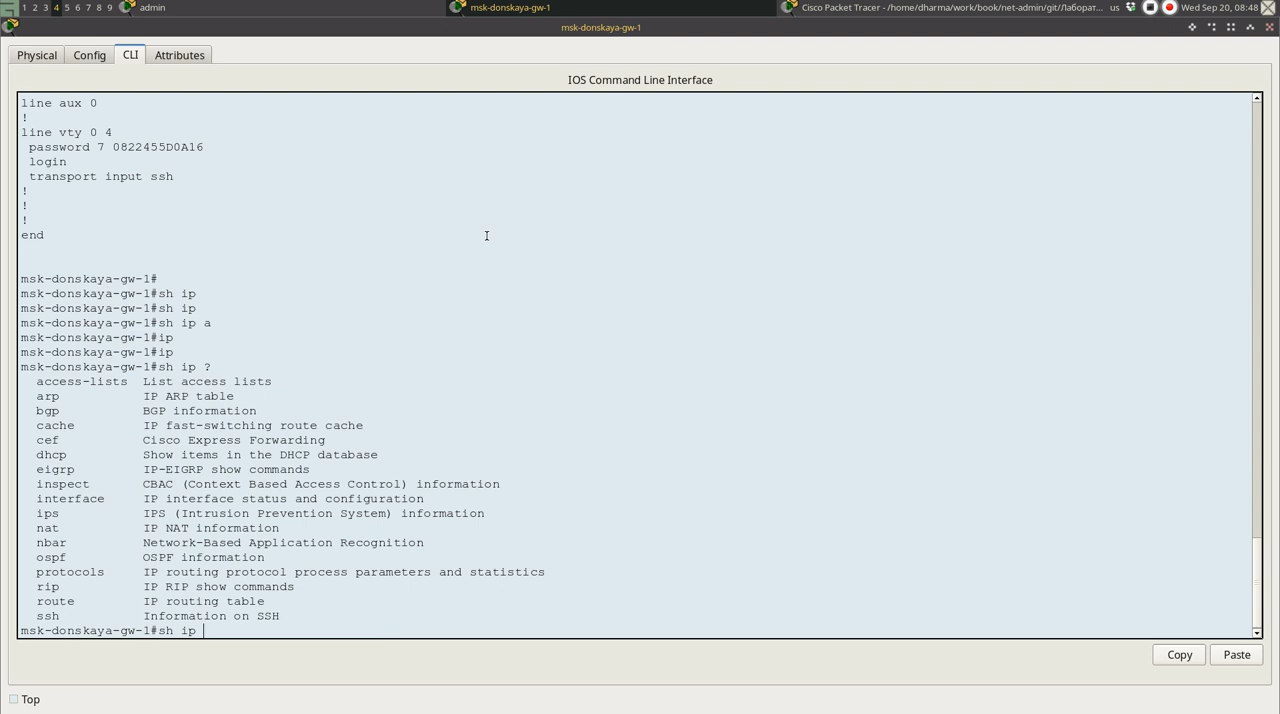 1 2 3 4 5 6 7 8 9 admin msk-donskaya-gw-1 Cisco Packet Tracer - /home/dharma/work/book/net-admin/git/Лаборат... us Wed Sep 20, 08:48
msk-donskaya-gw-1
Physical Config CLI Attributes
IOS Command Line Interface
line aux 0
!
line vty 0 4
 password 7 0822455D0A16
 login
 transport input ssh
!
!
!
end
msk-donskaya-gw-1#
msk-donskaya-gw-1#sh ip
msk-donskaya-gw-1#sh ip
msk-donskaya-gw-1#sh ip a
msk-donskaya-gw-1#ip
msk-donskaya-gw-1#ip
msk-donskaya-gw-1#sh ip ?
  access-lists  List access lists
  arp           IP ARP table
  bgp           BGP information
  cache         IP fast-switching route cache
  cef           Cisco Express Forwarding
  dhcp          Show items in the DHCP database
  eigrp         IP-EIGRP show commands
  inspect       CBAC (Context Based Access Control) information
  interface     IP interface status and configuration
  ips           IPS (Intrusion Prevention System) information
  nat           IP NAT information
  nbar          Network-Based Application Recognition
  ospf          OSPF information
  protocols     IP routing protocol process parameters and statistics
  rip           IP RIP show commands
  route         IP routing table
  ssh           Information on SSH
msk-donskaya-gw-1#sh ip
Copy Paste
Top